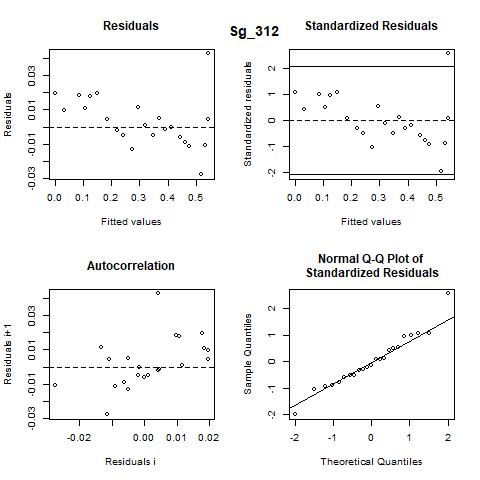 Sg_312
Residuals
Residuals
-0.03 -0.01 0.01 0.03
0.0 0.1 0.2 0.3 0.4 0.5
Fitted values
Standardized Residuals
Standardized residuals
-2 -1 0 1 2
0.0 0.1 0.2 0.3 0.4 0.5
Fitted values
Autocorrelation
Residuals i+1
-0.03 -0.01 0.01 0.03
-0.02 0.00 0.01 0.02
Residuals i
Normal Q-Q Plot of
Standardized Residuals
Sample Quantiles
-2 -1 0 1 2
-2 -1 0 1 2
Theoretical Quantiles